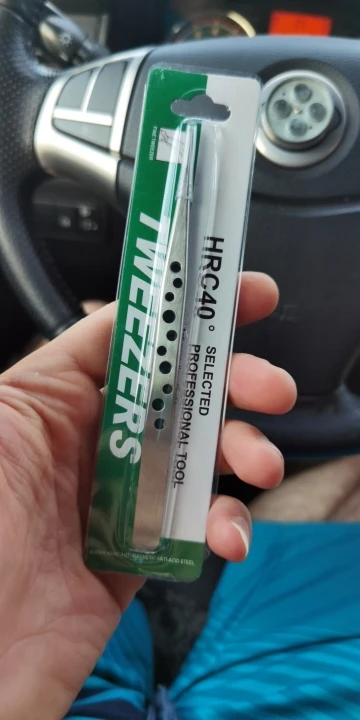 TWEEZERS
HRC40°
SELECTED
PROFESSIONAL TOOL